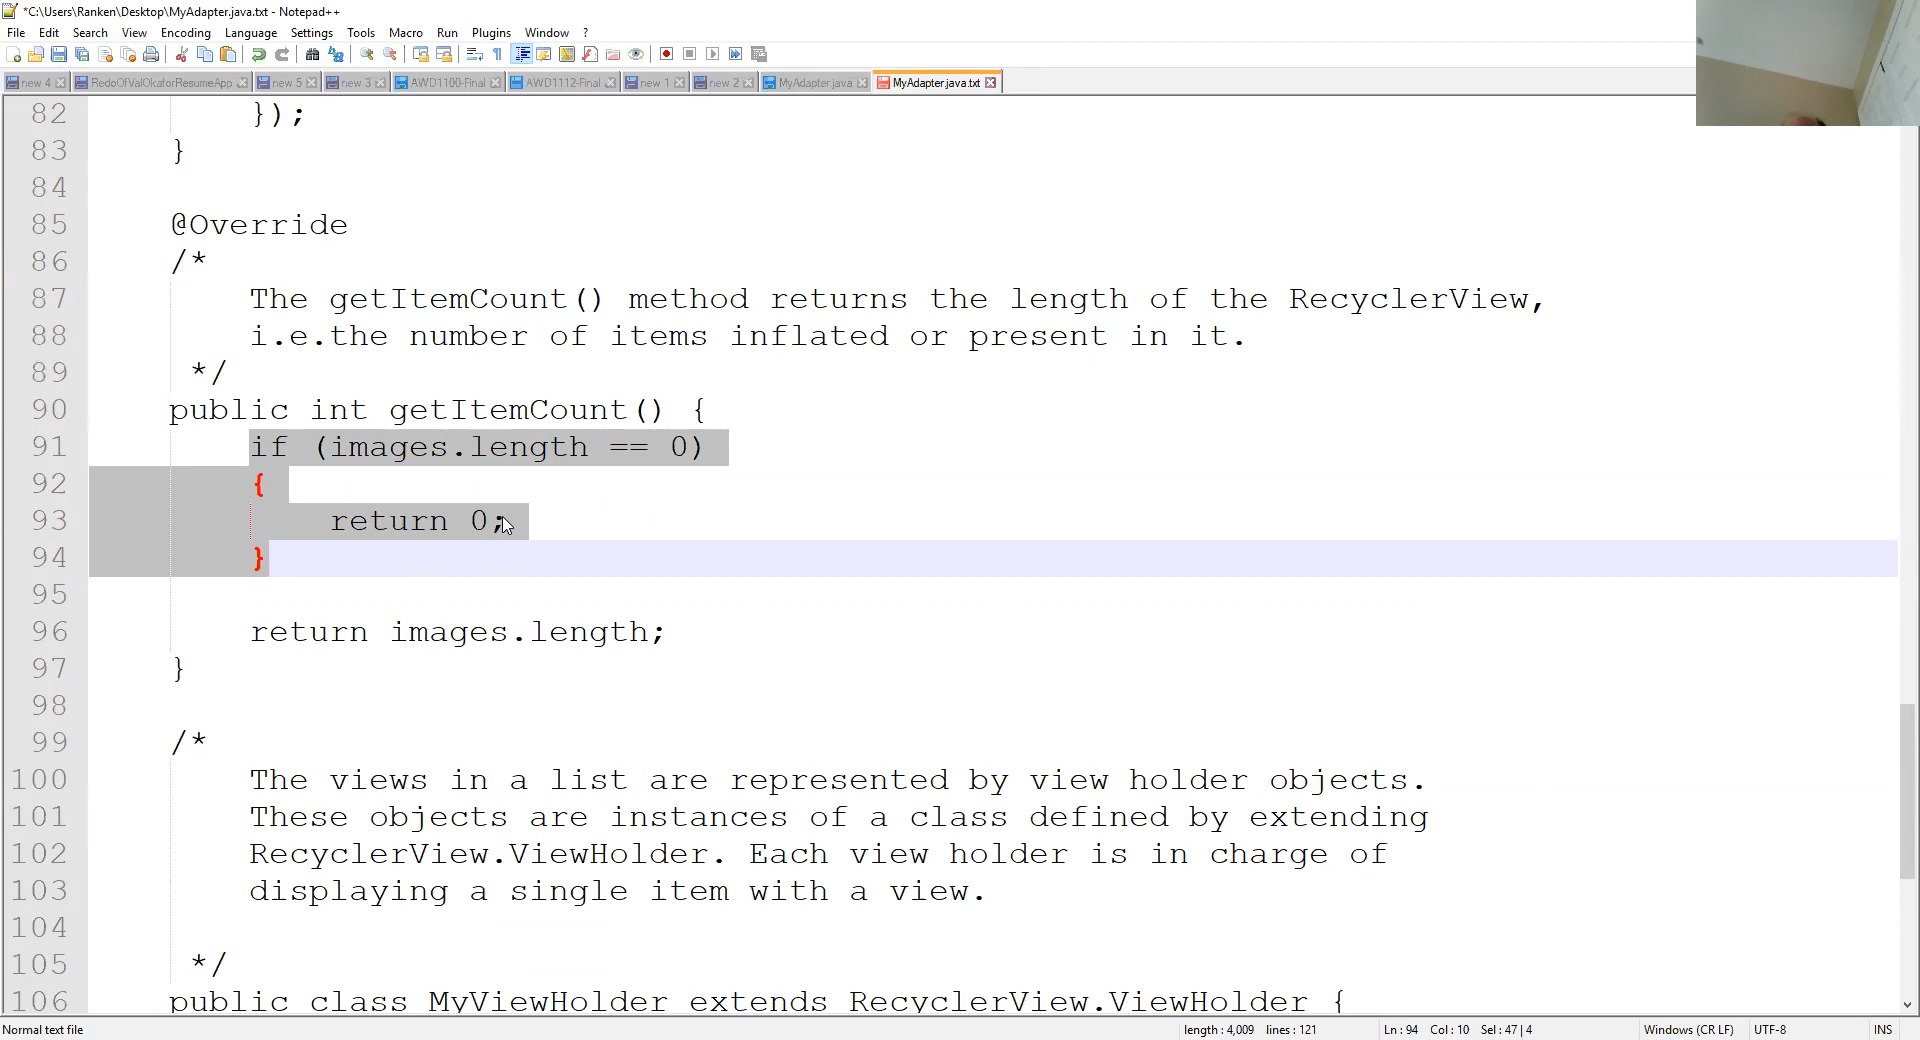 *C:\Users\Ranken\Desktop\MyAdapter.java.txt - Notepad++
File Edit Search View Encoding Language Settings Tools Macro Run Plugins Window ?
new 4 RedoOfValOkaforResumeApp new 5 new 3 AWD1100-Final AWD1112-Final new 1 new 2 MyAdapter.java MyAdapter.java.txt
82 });
83 }
84
85 @Override
86 /*
87 The getItemCount() method returns the length of the RecyclerView,
88 i.e.the number of items inflated or present in it.
89 */
90 public int getItemCount() {
91 if (images.length == 0)
92 {
93 return 0;
94 }
95
96 return images.length;
97 }
98
99 /*
100 The views in a list are represented by view holder objects.
101 These objects are instances of a class defined by extending
102 RecyclerView.ViewHolder. Each view holder is in charge of
103 displaying a single item with a view.
104
105 */
106 public class MyViewHolder extends RecyclerView.ViewHolder {
Normal text file length : 4,009 lines : 121 Ln : 94 Col : 10 Sel : 47 | 4 Windows (CR LF) UTF-8 INS